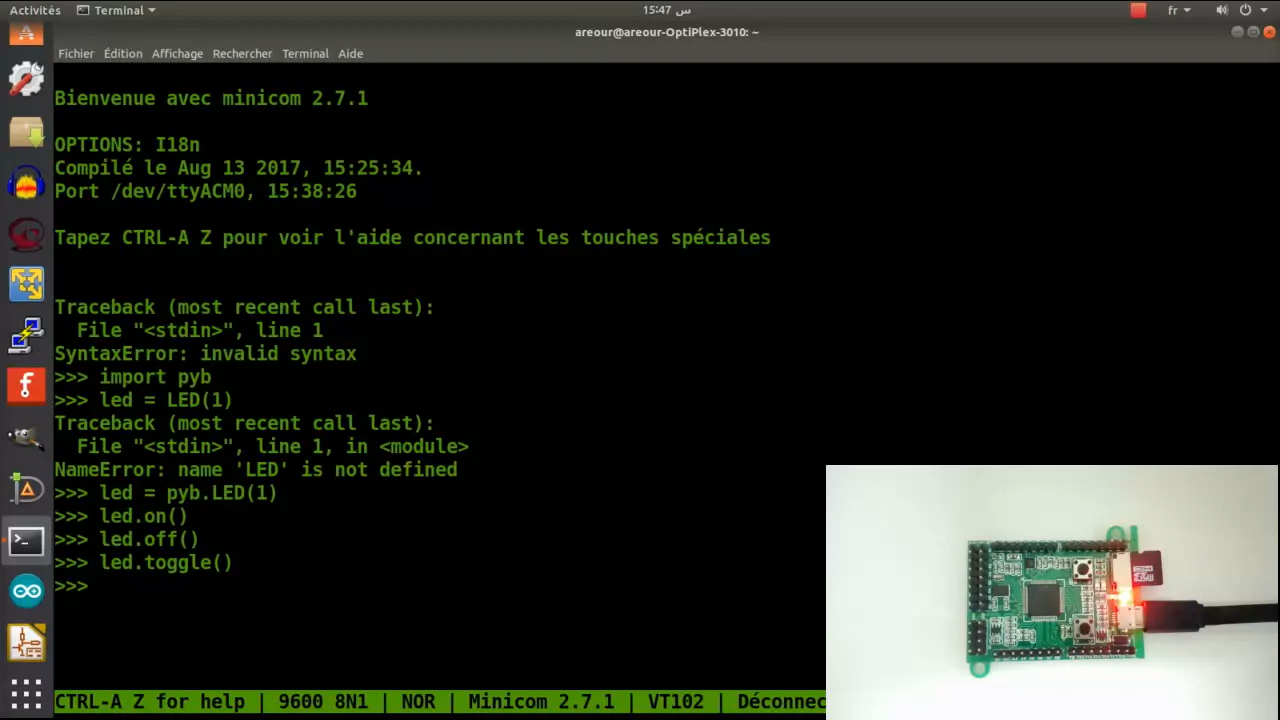 Activités
Terminal
15:47 س
fr
areour@areour-OptiPlex-3010: ~
Fichier Édition Affichage Rechercher Terminal Aide
Bienvenue avec minicom 2.7.1
OPTIONS: I18n
Compilé le Aug 13 2017, 15:25:34.
Port /dev/ttyACM0, 15:38:26
Tapez CTRL-A Z pour voir l'aide concernant les touches spéciales
Traceback (most recent call last):
  File "<stdin>", line 1
SyntaxError: invalid syntax
>>> import pyb
>>> led = LED(1)
Traceback (most recent call last):
  File "<stdin>", line 1, in <module>
NameError: name 'LED' is not defined
>>> led = pyb.LED(1)
>>> led.on()
>>> led.off()
>>> led.toggle()
>>>
CTRL-A Z for help | 9600 8N1 | NOR | Minicom 2.7.1 | VT102 | Déconnec